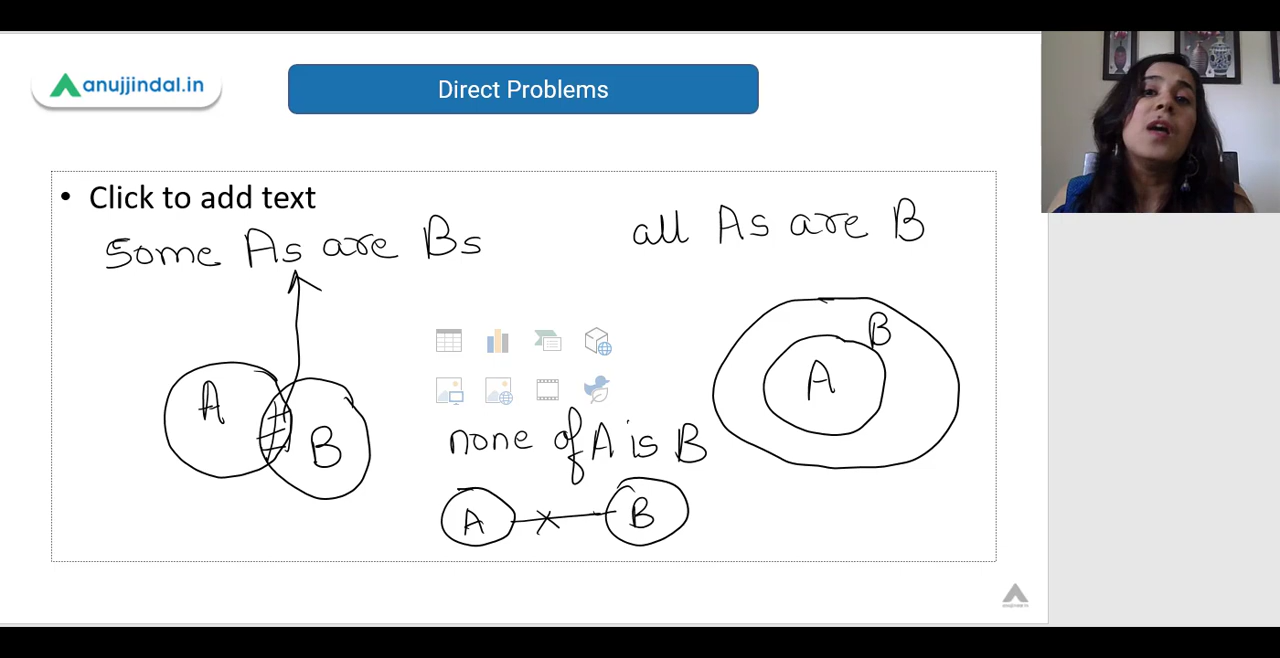 anujjindal.in
Direct Problems
• Click to add text
Some As are Bs
all As are B
A
B
B
A
none of A is B
A
B